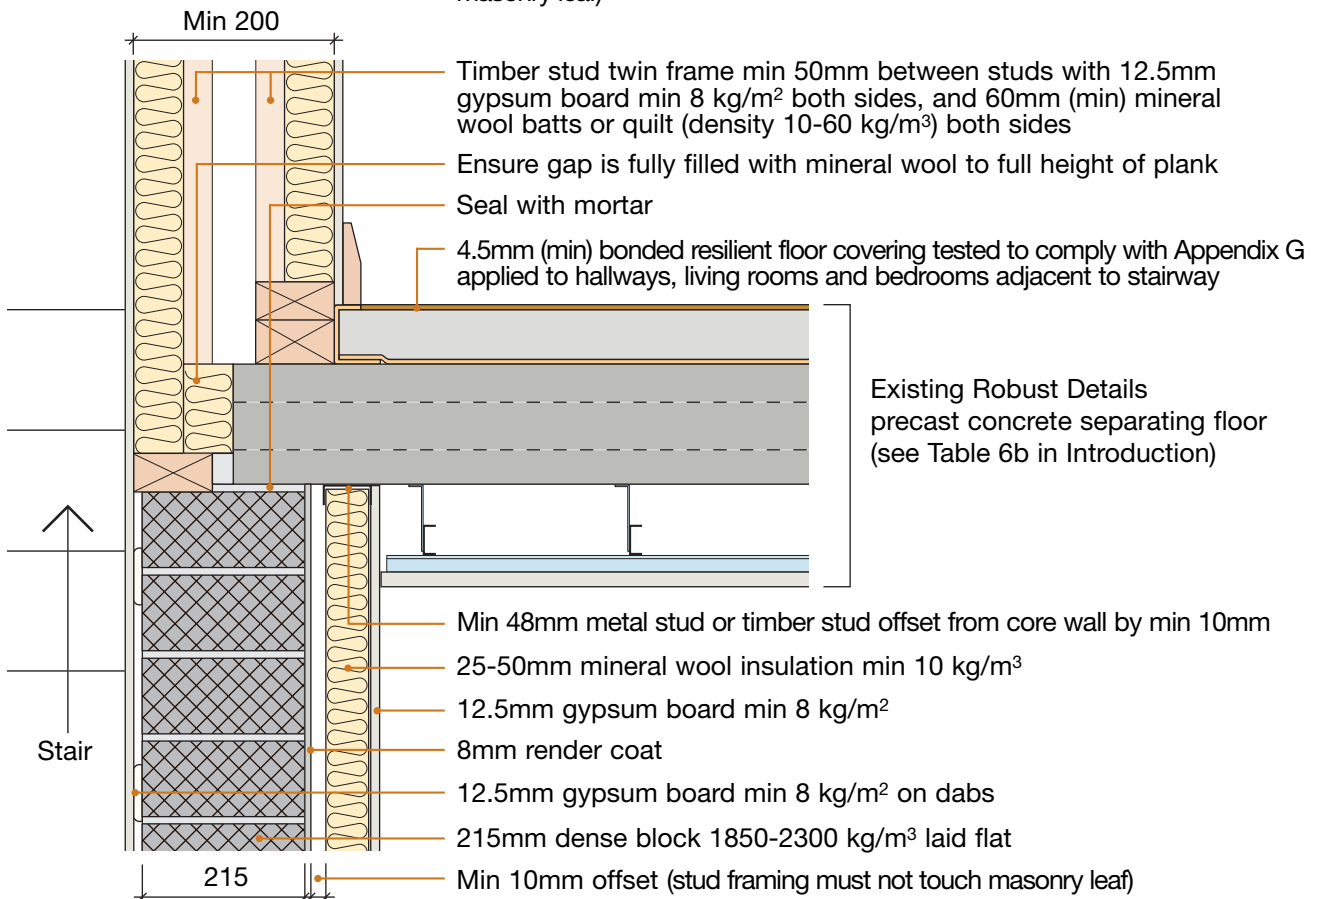 masonry leaf)
Min 200
Timber stud twin frame min 50mm between studs with 12.5mm
gypsum board min 8 kg/m² both sides, and 60mm (min) mineral
wool batts or quilt (density 10-60 kg/m³) both sides
Ensure gap is fully filled with mineral wool to full height of plank
Seal with mortar
4.5mm (min) bonded resilient floor covering tested to comply with Appendix G
applied to hallways, living rooms and bedrooms adjacent to stairway
Existing Robust Details
precast concrete separating floor
(see Table 6b in Introduction)
Min 48mm metal stud or timber stud offset from core wall by min 10mm
25-50mm mineral wool insulation min 10 kg/m³
12.5mm gypsum board min 8 kg/m²
8mm render coat
Stair
12.5mm gypsum board min 8 kg/m² on dabs
215mm dense block 1850-2300 kg/m³ laid flat
215
Min 10mm offset (stud framing must not touch masonry leaf)